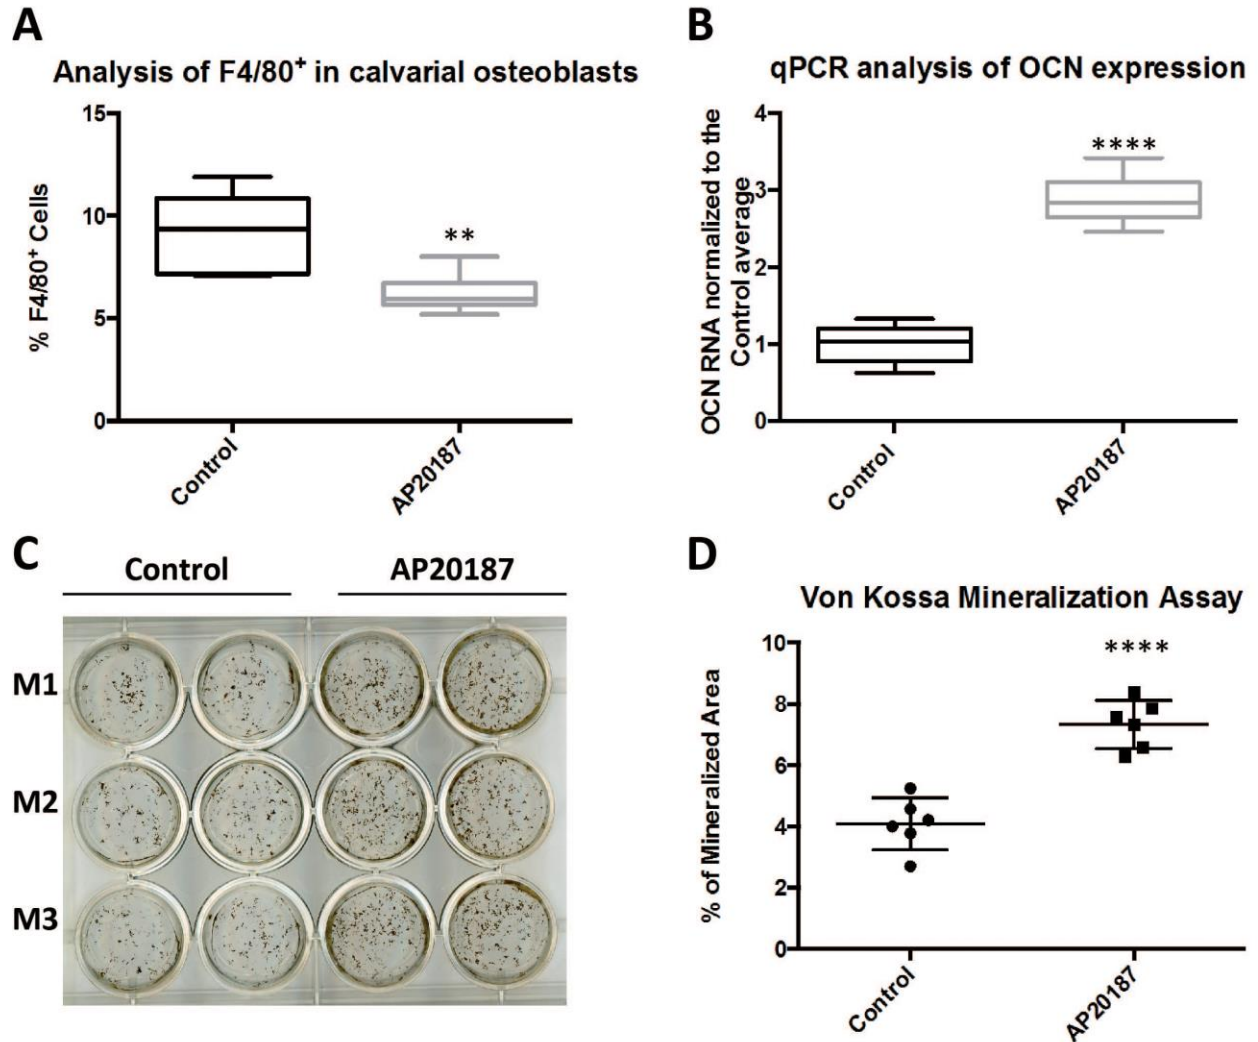 A
Analysis of F4/80⁺ in calvarial osteoblasts
% F4/80⁺ Cells
15
10
5
0
**
Control
AP20187
B
qPCR analysis of OCN expression
OCN RNA normalized to the
Control average
4
3
2
1
0
****
Control
AP20187
C
Control
AP20187
M1
M2
M3
D
Von Kossa Mineralization Assay
% of Mineralized Area
10
8
6
4
2
0
****
Control
AP20187